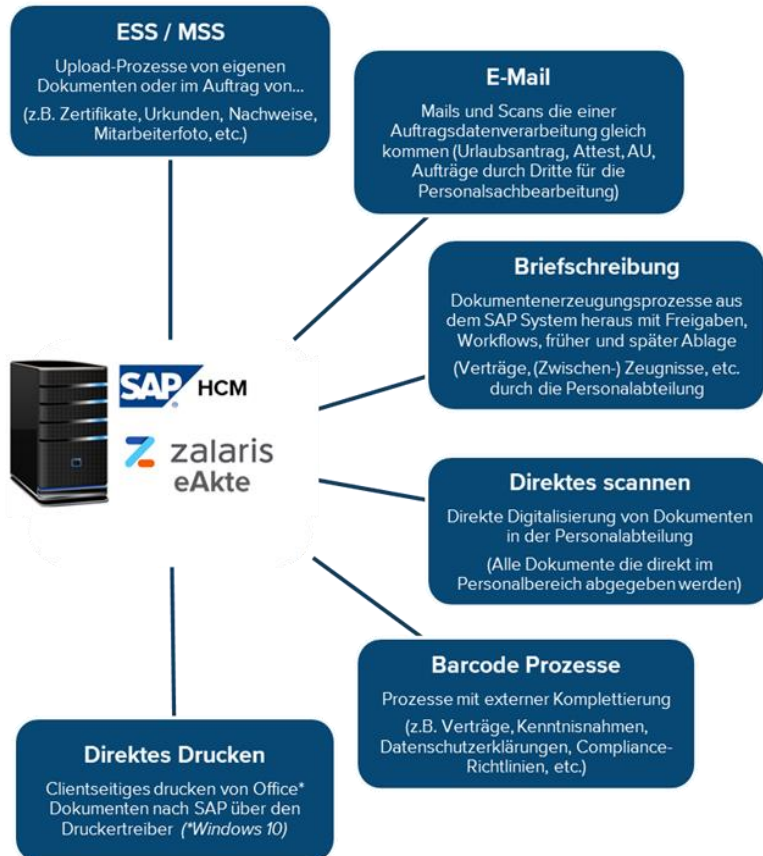 ESS / MSS
Upload-Prozesse von eigenen
Dokumenten oder im Auftrag von...
(z.B. Zertifikate, Urkunden, Nachweise,
Mitarbeiterfoto, etc.)
E-Mail
Mails und Scans die einer
Auftragsdatenverarbeitung gleich
kommen (Urlaubsantrag, Attest, AU,
Aufträge durch Dritte für die
Personalsachbearbeitung)
Briefschreibung
Dokumentenerzeugungsprozesse aus
dem SAP System heraus mit Freigaben,
Workflows, früher und später Ablage
(Verträge, (Zwischen-) Zeugnisse, etc.
durch die Personalabteilung)
SAP HCM
zalaris
eAkte
Direktes scannen
Direkte Digitalisierung von Dokumenten
in der Personalabteilung
(Alle Dokumente die direkt im
Personalbereich abgegeben werden)
Barcode Prozesse
Prozesse mit externer Komplettierung
(z.B. Verträge, Kenntnisnahmen,
Datenschutzerklärungen, Compliance-
Richtlinien, etc.)
Direktes Drucken
Clientseitiges drucken von Office*
Dokumenten nach SAP über den
Druckertreiber (*Windows 10)